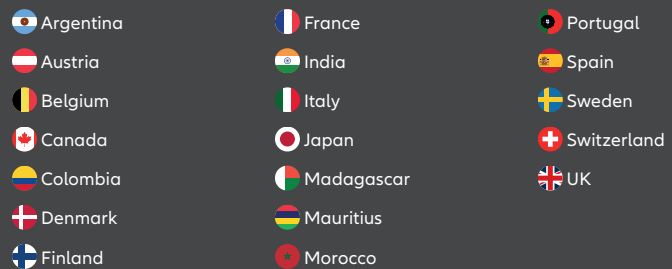 Argentina
Austria
Belgium
Canada
Colombia
Denmark
Finland
France
India
Italy
Japan
Madagascar
Mauritius
Morocco
Portugal
Spain
Sweden
Switzerland
UK